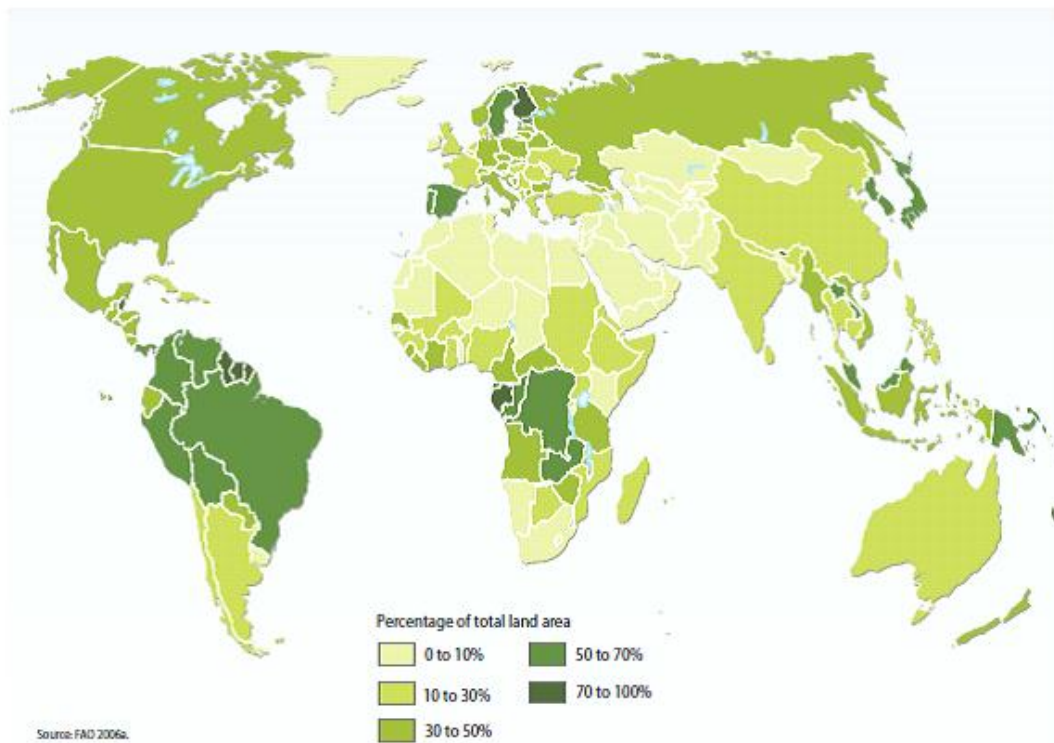 Percentage of total land area
0 to 10%
10 to 30%
30 to 50%
50 to 70%
70 to 100%
Source: FAO 2006a.